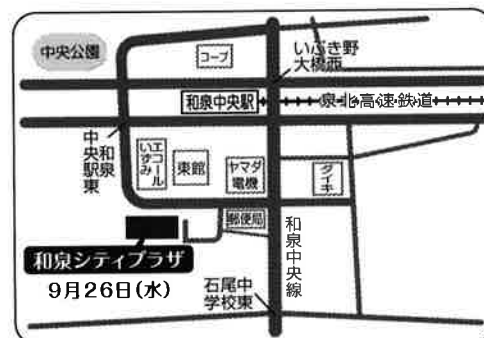 中央公園
コープ
いぶき野
大橋西
和泉中央駅
泉北高速鉄道
和泉
中央駅東
エコール
いずみ
東館
ヤマダ
電機
ダイキ
郵便局
和泉中央線
和泉シティプラザ
9月26日(水)
石尾中
学校東